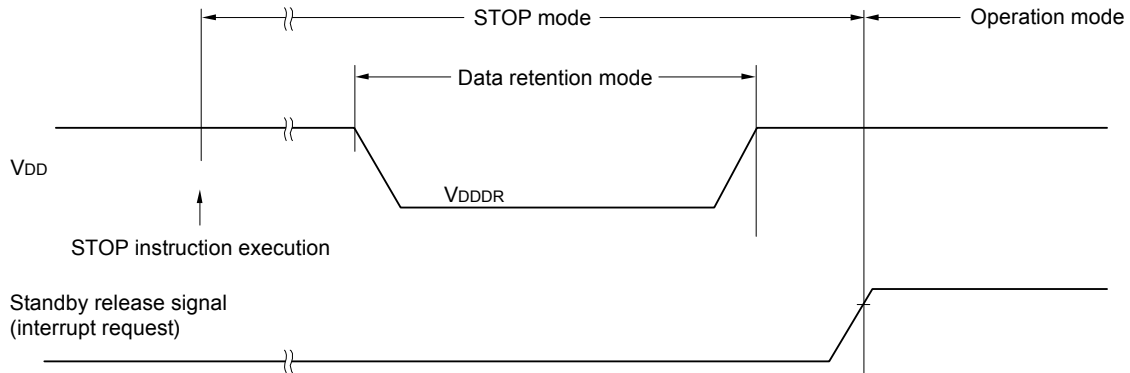 STOP mode
Operation mode
Data retention mode
VDD
VDDDR
STOP instruction execution
Standby release signal
(interrupt request)